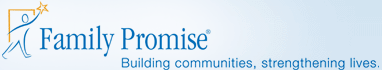 Family Promise®
Building communities, strengthening lives.